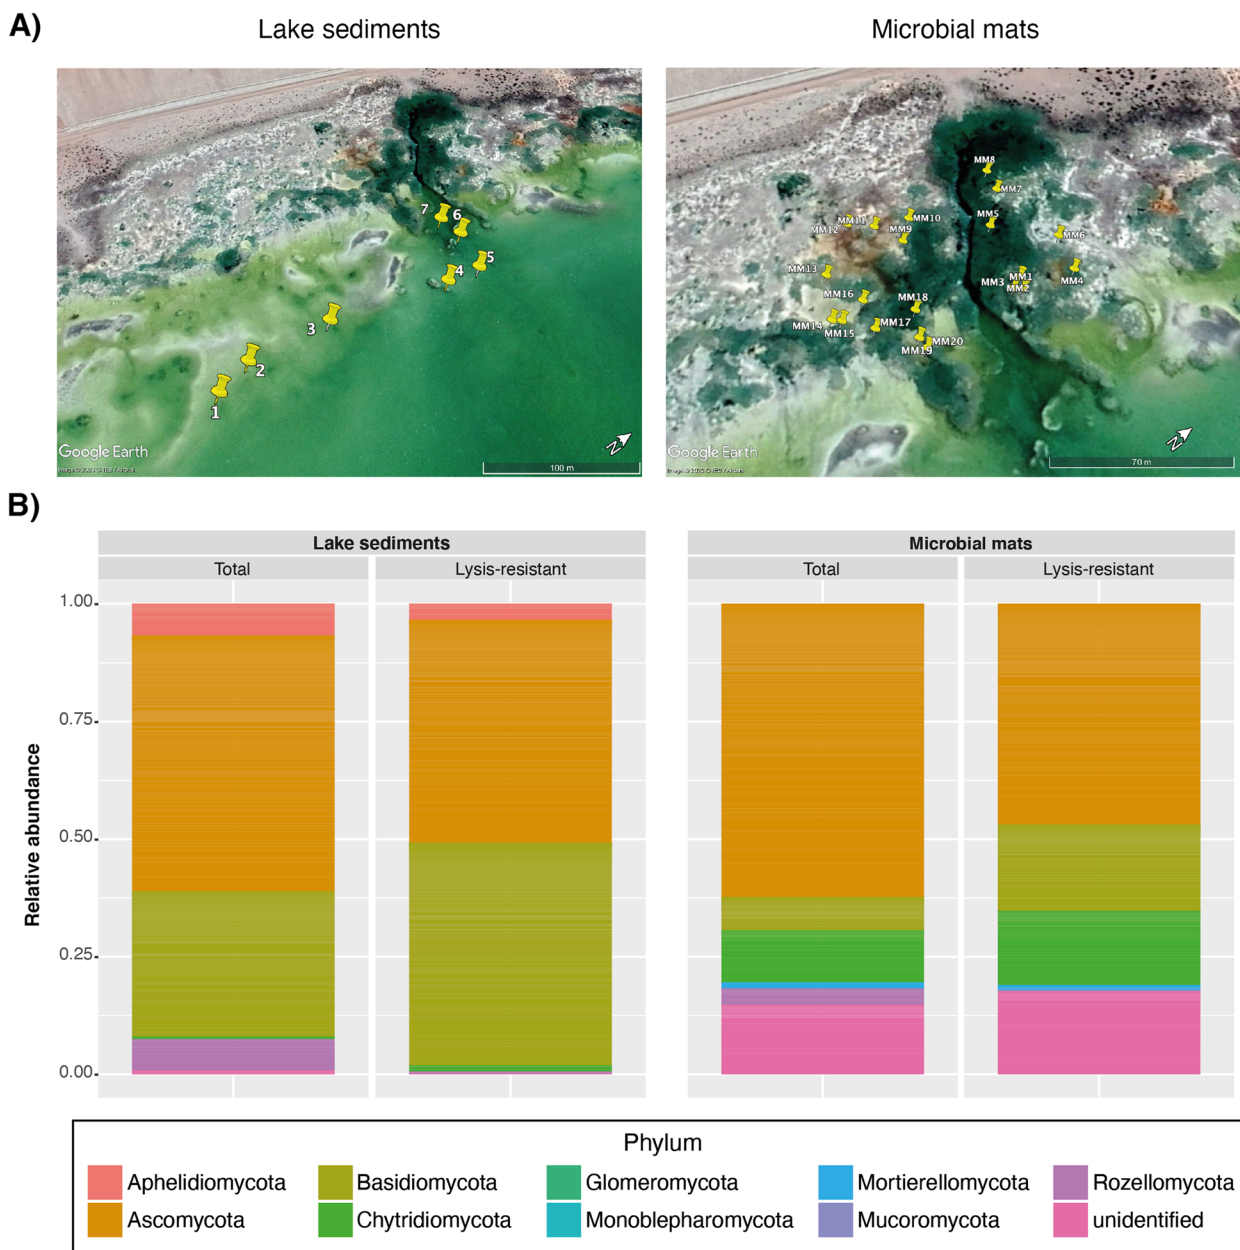 A)
Lake sediments
Microbial mats
7 6
5
4
3
2
1
Google Earth
100 m
N
MM8
MM7
MM5
MM10
MM11
MM12
MM9
MM6
MM13
MM1
MM3
MM2
MM4
MM16
MM18
MM14
MM15
MM17
MM20
MM19
Google Earth
70 m
N
B)
Lake sediments
Microbial mats
Total
Lysis-resistant
Total
Lysis-resistant
Relative abundance
1.00
0.75
0.50
0.25
0.00
Phylum
Aphelidiomycota
Basidiomycota
Glomeromycota
Mortierellomycota
Rozellomycota
Ascomycota
Chytridiomycota
Monoblepharomycota
Mucoromycota
unidentified